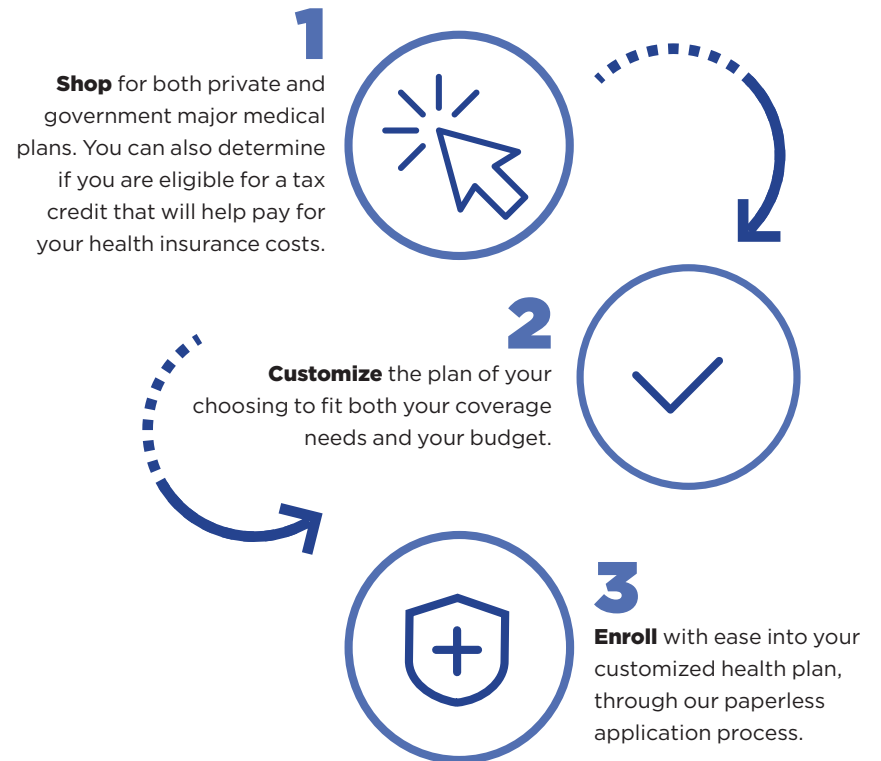 1
Shop for both private and
government major medical
plans. You can also determine
if you are eligible for a tax
credit that will help pay for
your health insurance costs.
2
Customize the plan of your
choosing to fit both your coverage
needs and your budget.
3
Enroll with ease into your
customized health plan,
through our paperless
application process.